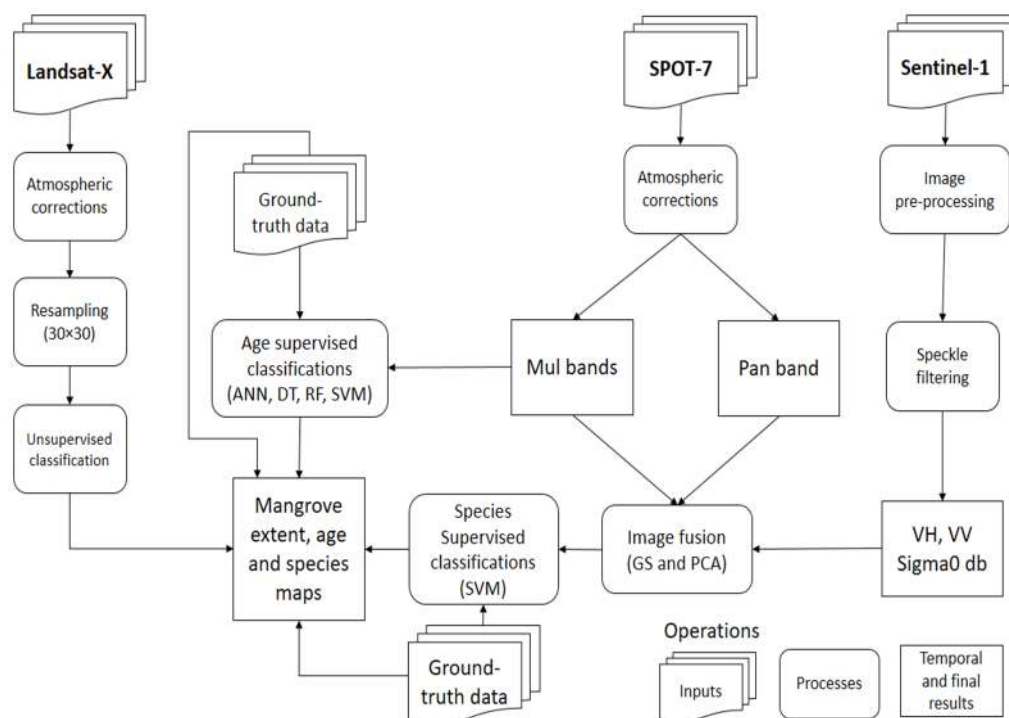 Landsat-X
SPOT-7
Sentinel-1
Atmospheric
corrections
Ground-
truth data
Atmospheric
corrections
Image
pre-processing
Resampling
(30×30)
Age supervised
classifications
(ANN, DT, RF, SVM)
Mul bands
Pan band
Speckle
filtering
Unsupervised
classification
Mangrove
extent, age
and species
maps
Species
Supervised
classifications
(SVM)
Image fusion
(GS and PCA)
VH, VV
Sigma0 db
Ground-
truth data
Operations
Inputs
Processes
Temporal
and final
results